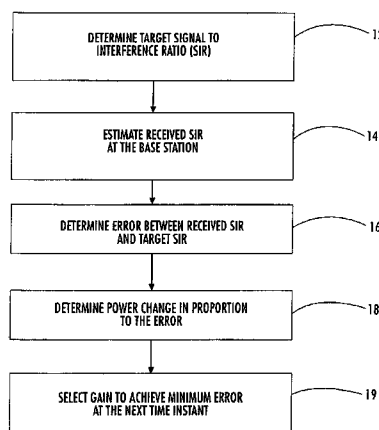 DETERMINE TARGET SIGNAL TO
INTERFERENCE RATIO (SIR)
ESTIMATE RECEIVED SIR
AT THE BASE STATION
14
DETERMINE ERROR BETWEEN RECEIVED SIR
AND TARGET SIR
16
DETERMINE POWER CHANGE IN PROPORTION
TO THE ERROR
18
SELECT GAIN TO ACHIEVE MINIMUM ERROR
AT THE NEXT TIME INSTANT
19